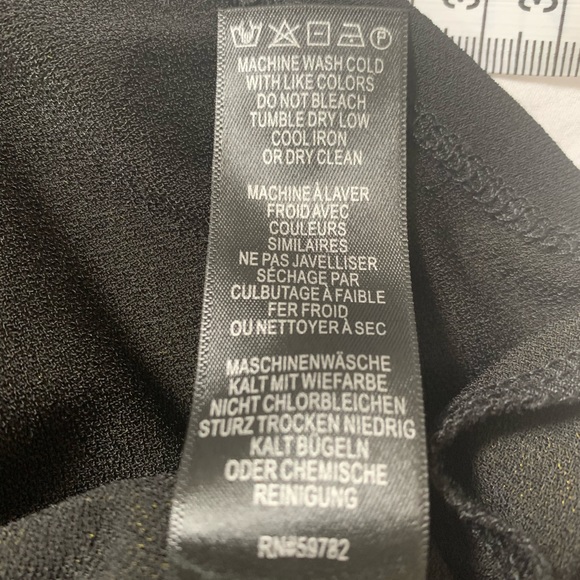 MACHINE WASH COLD
WITH LIKE COLORS
DO NOT BLEACH
TUMBLE DRY LOW
COOL IRON
OR DRY CLEAN
MACHINE À LAVER
FROID AVEC
COULEURS
SIMILAIRES
NE PAS JAVELLISER
SÉCHAGE PAR
CULBUTAGE À FAIBLE
FER FROID
OU NETTOYER À SEC
MASCHINENWÄSCHE
KALT MIT WIEFARBE
NICHT CHLORBLEICHEN
STURZ TROCKEN NIEDRIG
KALT BÜGELN
ODER CHEMISCHE
REINIGUNG
RN#59782